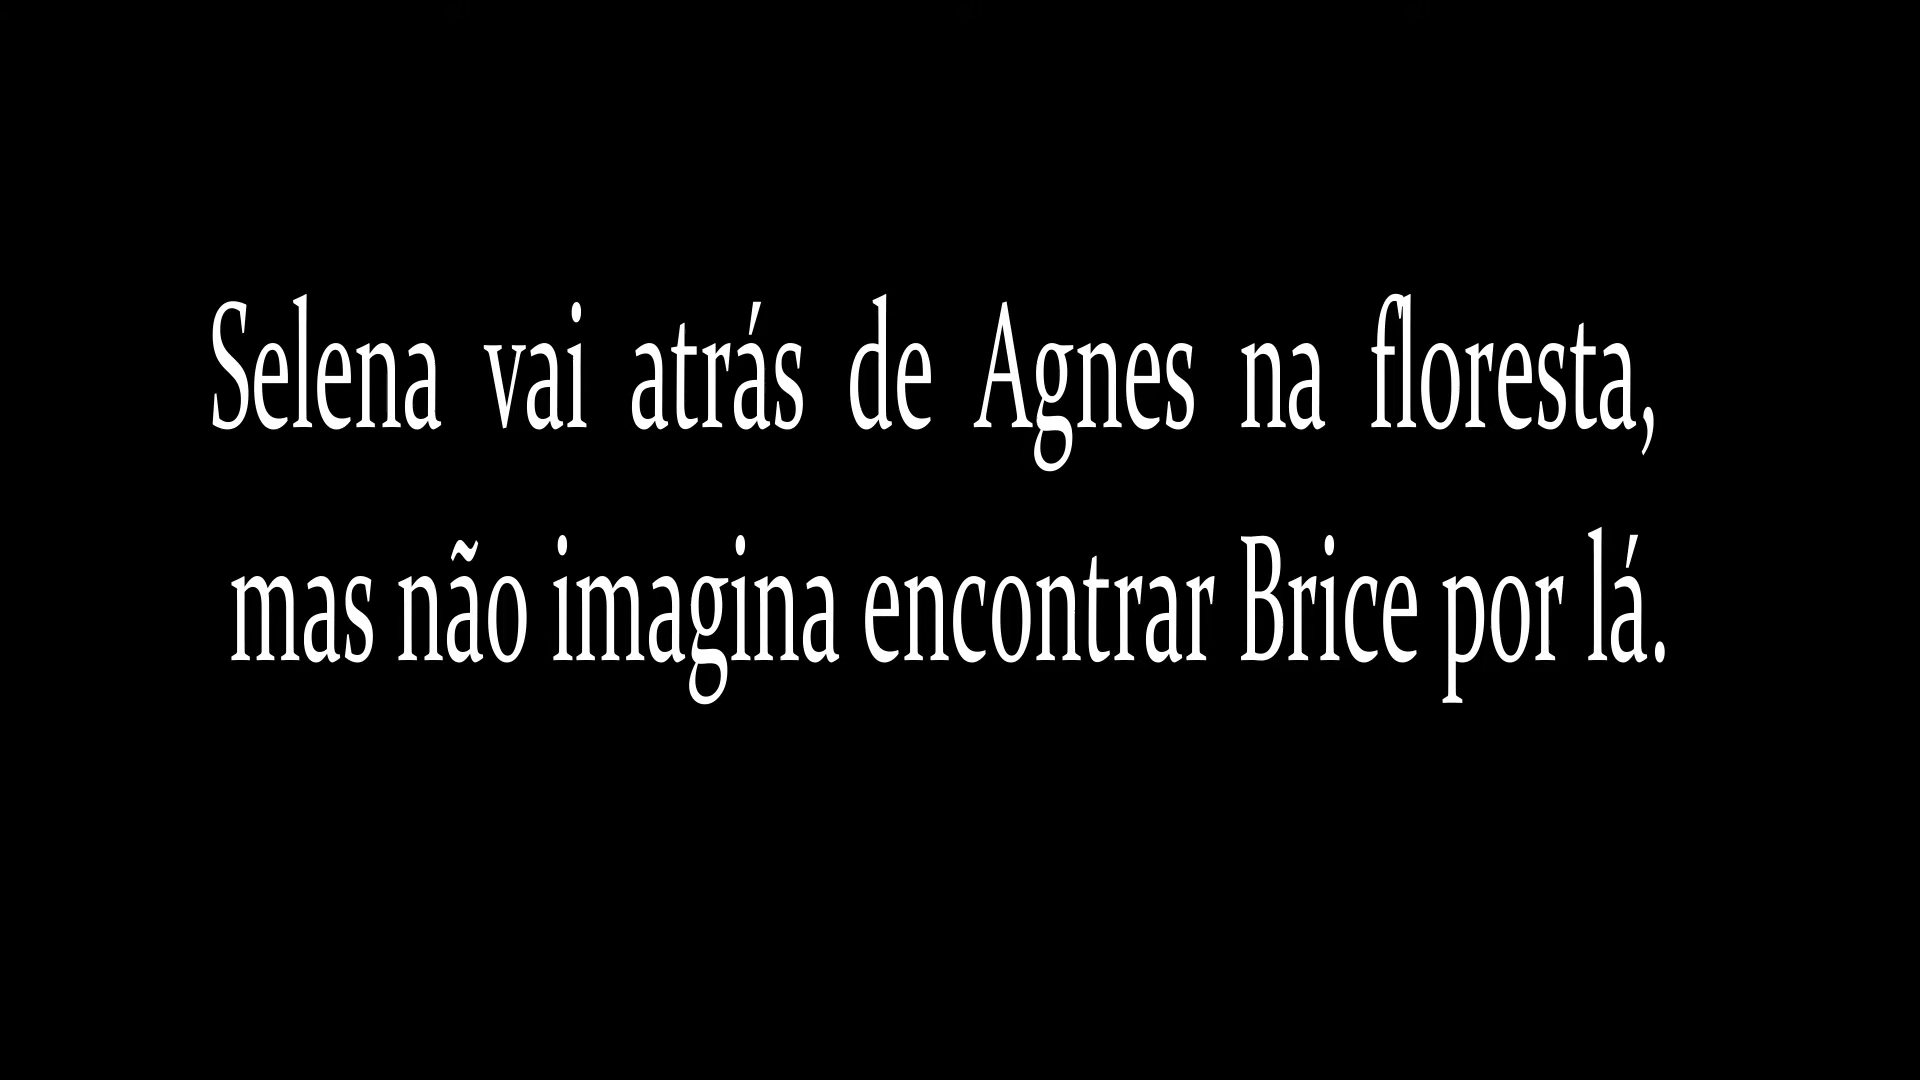 Selena vai atrás de Agnes na floresta,
mas não imagina encontrar Brice por lá.